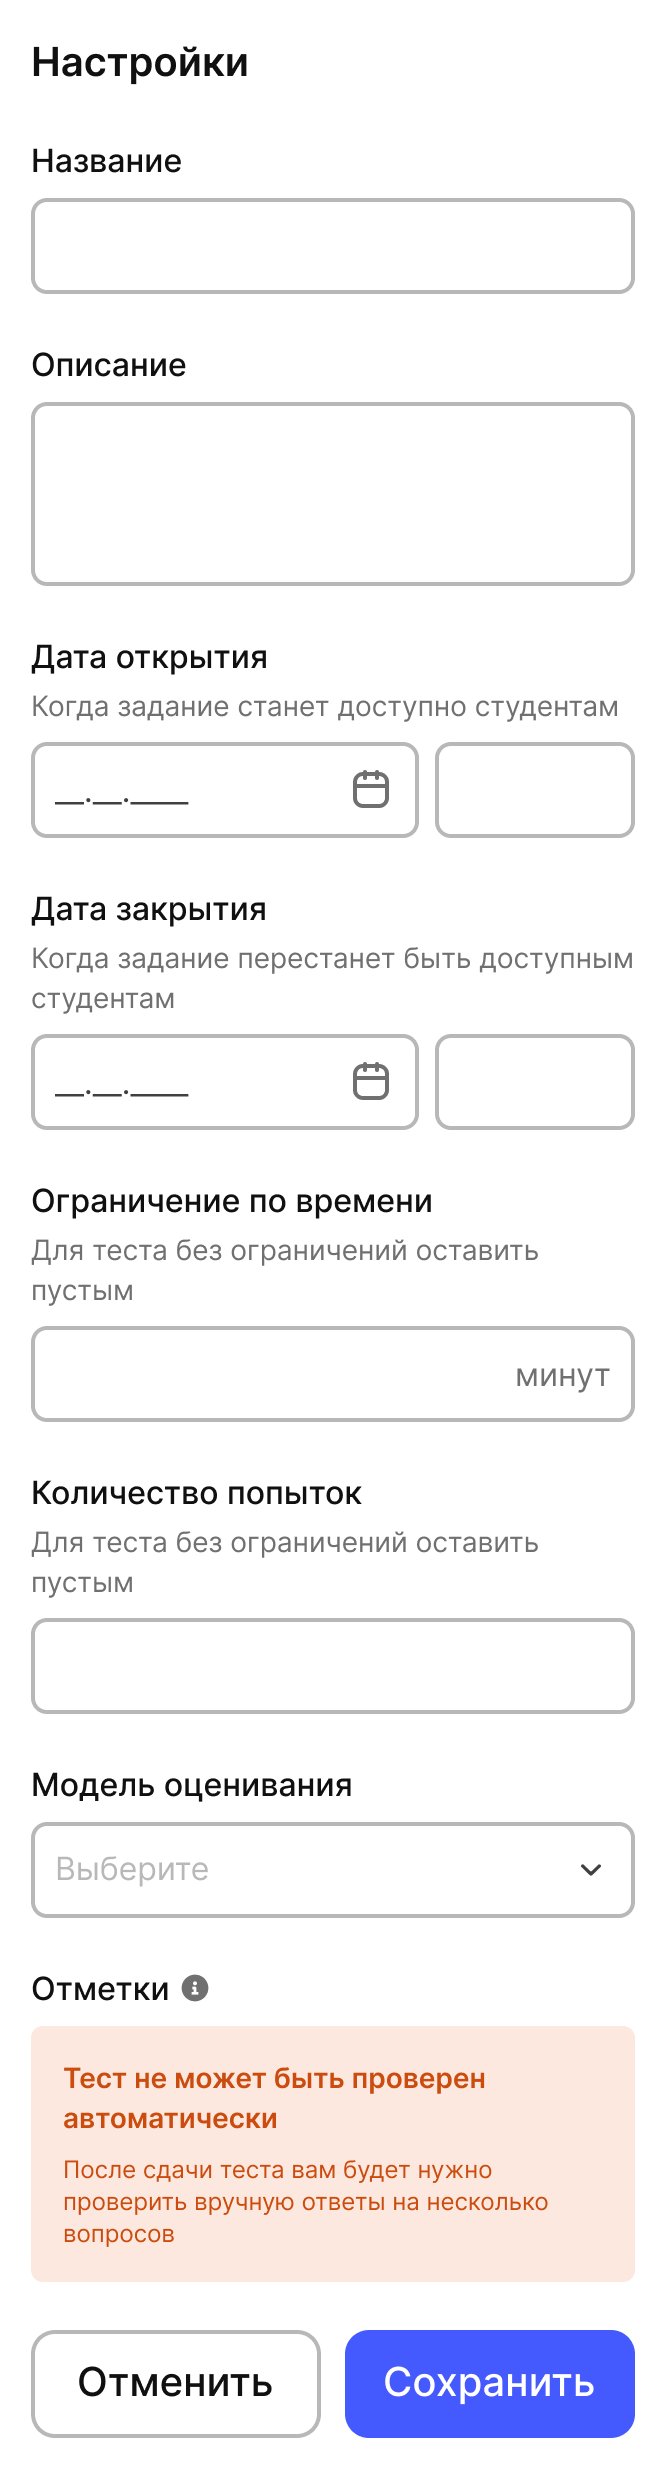 Настройки
Название
Описание
Дата открытия
Когда задание станет доступно студентам
__.__.____
Дата закрытия
Когда задание перестанет быть доступным
студентам
__.__.____
Ограничение по времени
Для теста без ограничений оставить
пустым
минут
Количество попыток
Для теста без ограничений оставить
пустым
Модель оценивания
Выберите
Отметки
Тест не может быть проверен
автоматически
После сдачи теста вам будет нужно
проверить вручную ответы на несколько
вопросов
Отменить Сохранить